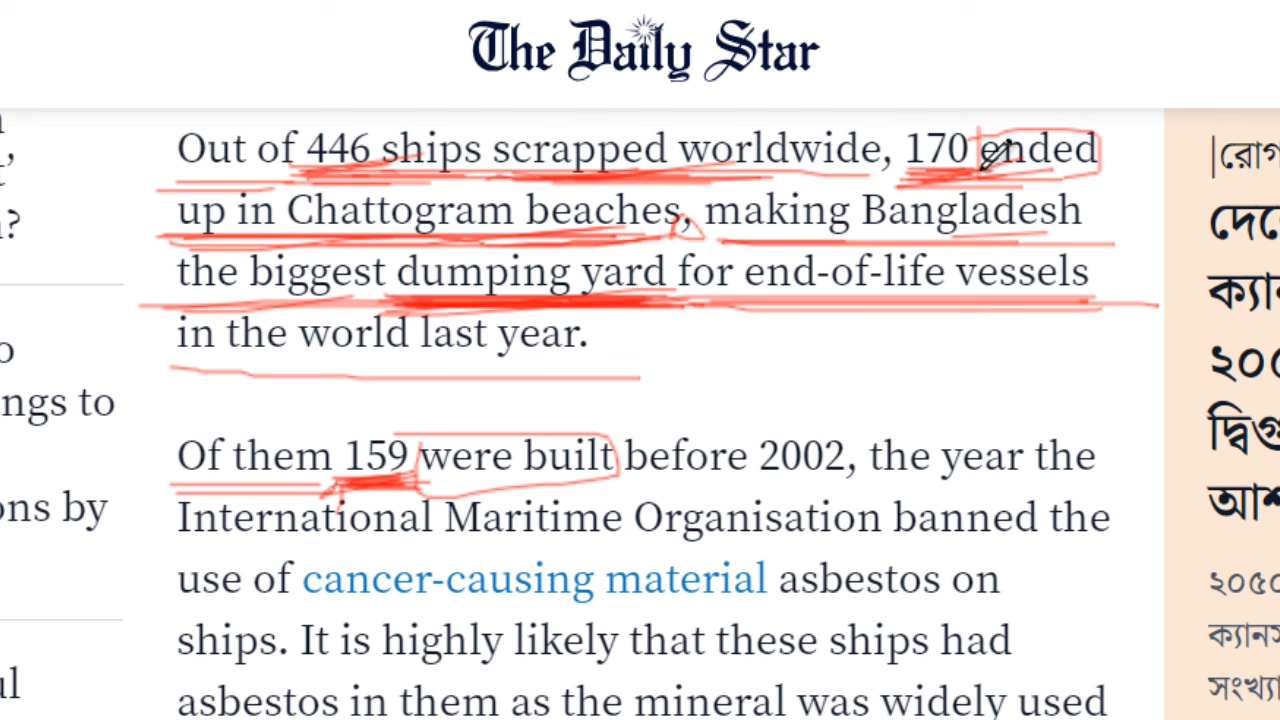 The Daily Star
Out of 446 ships scrapped worldwide, 170 ended
up in Chattogram beaches, making Bangladesh
the biggest dumping yard for end-of-life vessels
in the world last year.
Of them 159 were built before 2002, the year the
International Maritime Organisation banned the
use of cancer-causing material asbestos on
ships. It is highly likely that these ships had
asbestos in them as the mineral was widely used
ngs to
ons by